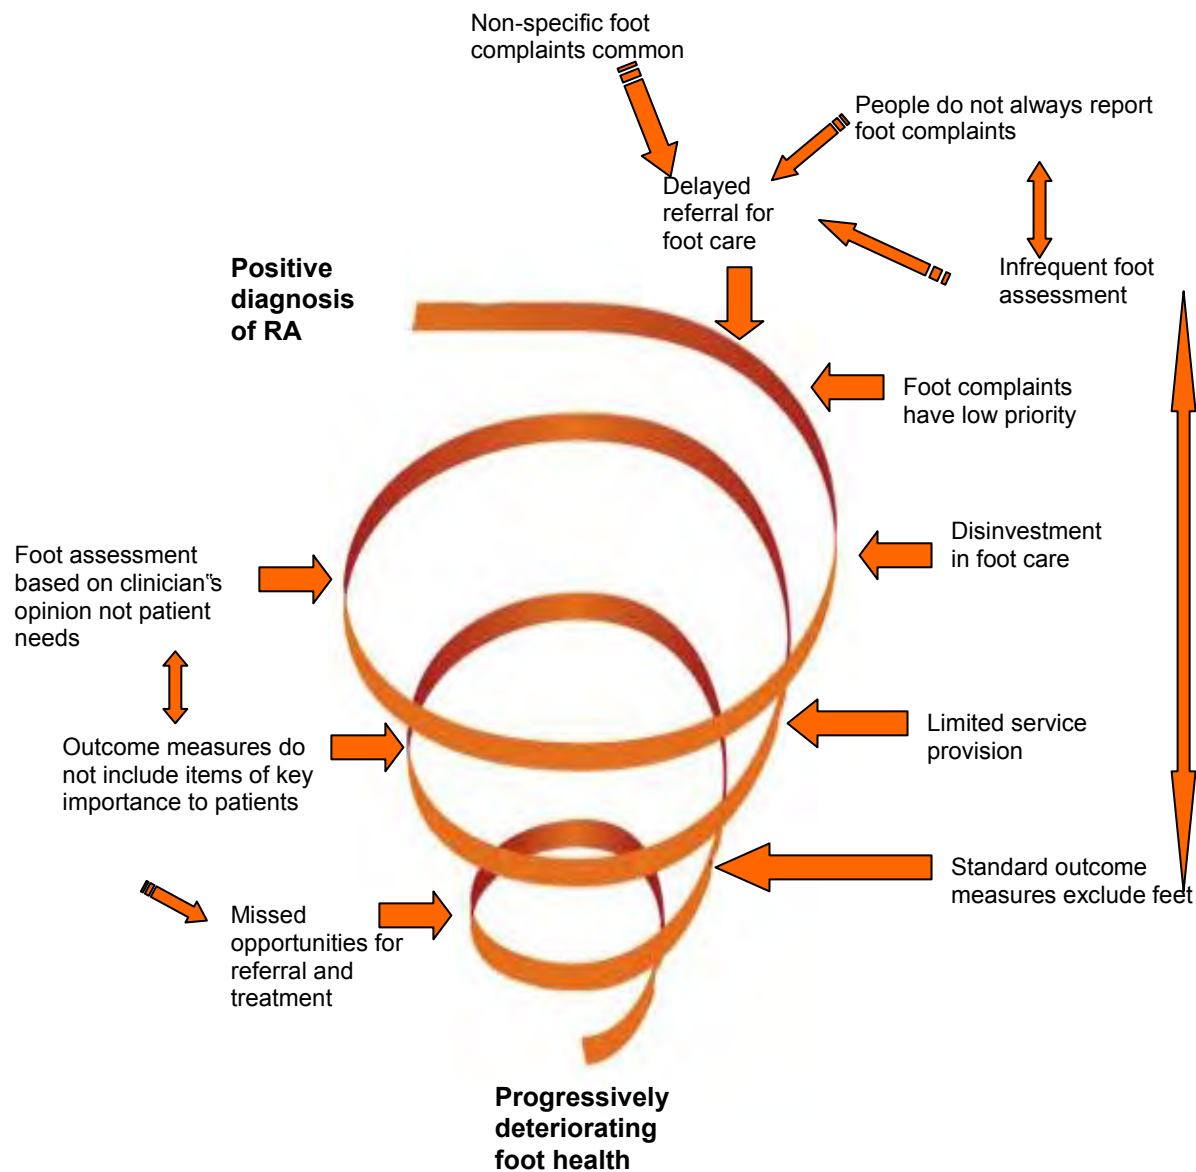 Non-specific foot
complaints common
People do not always report
foot complaints
Delayed
referral for
foot care
Infrequent foot
assessment
Positive
diagnosis
of RA
Foot complaints
have low priority
Disinvestment
in foot care
Foot assessment
based on clinician‟s
opinion not patient
needs
Limited service
provision
Outcome measures do
not include items of key
importance to patients
Standard outcome
measures exclude feet
Missed
opportunities for
referral and
treatment
Progressively
deteriorating
foot health